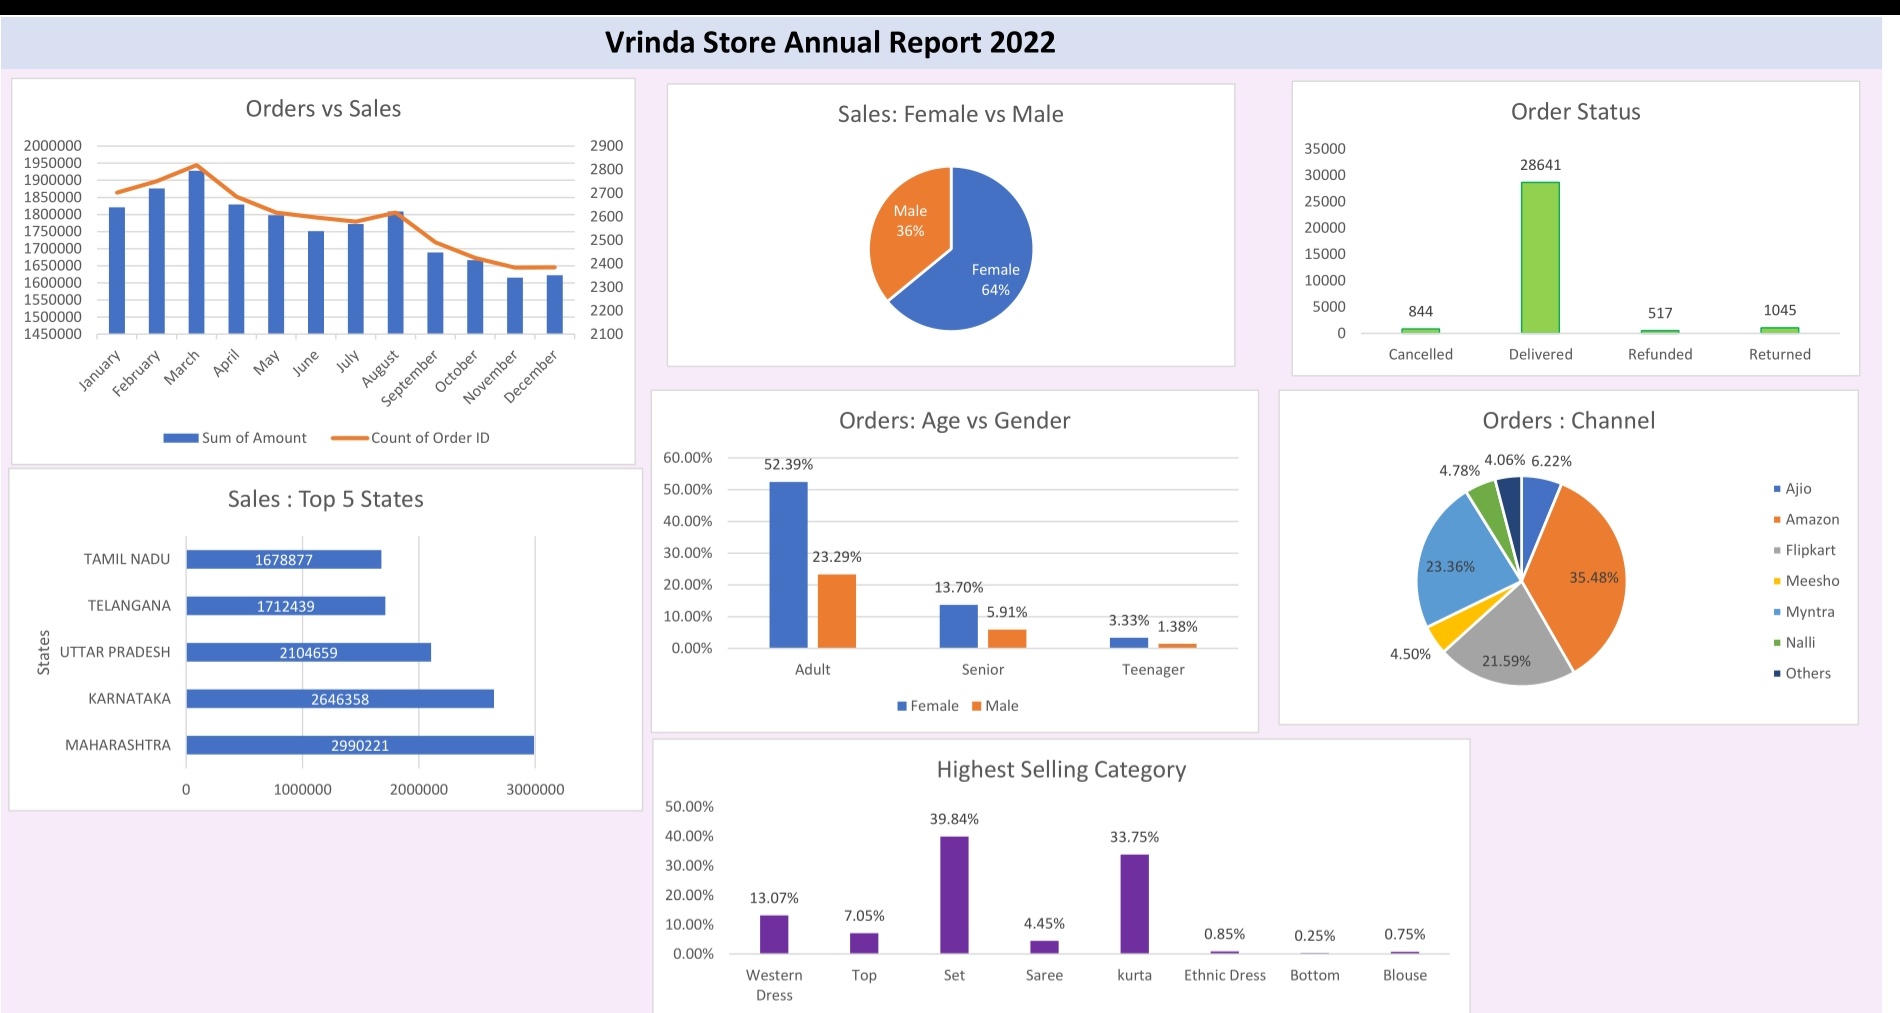 Vrinda Store Annual Report 2022
Orders vs Sales
2000000
1950000
1900000
1850000
1800000
1750000
1700000
1650000
1600000
1550000
1500000
1450000
2900
2800
2700
2600
2500
2400
2300
2200
2100
January
February
March
April
May
June
July
August
September
October
November
December
Sum of Amount
Count of Order ID
Sales: Female vs Male
Male
36%
Female
64%
Order Status
35000
30000
25000
20000
15000
10000
5000
0
844
28641
517
1045
Cancelled
Delivered
Refunded
Returned
Sales : Top 5 States
States
TAMIL NADU
1678877
TELANGANA
1712439
UTTAR PRADESH
2104659
KARNATAKA
2646358
MAHARASHTRA
2990221
0
1000000
2000000
3000000
Orders: Age vs Gender
60.00%
50.00%
40.00%
30.00%
20.00%
10.00%
0.00%
52.39%
23.29%
13.70%
5.91%
3.33%
1.38%
Adult
Senior
Teenager
Female
Male
Orders : Channel
4.78%
4.06%
6.22%
23.36%
35.48%
4.50%
21.59%
Ajio
Amazon
Flipkart
Meesho
Myntra
Nalli
Others
Highest Selling Category
50.00%
40.00%
30.00%
20.00%
10.00%
0.00%
13.07%
7.05%
39.84%
4.45%
33.75%
0.85%
0.25%
0.75%
Western
Dress
Top
Set
Saree
kurta
Ethnic Dress
Bottom
Blouse